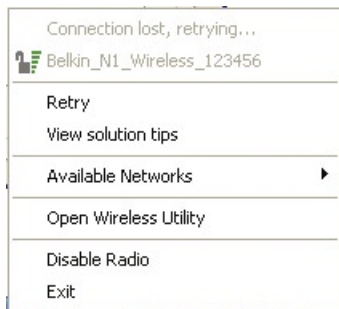 Connection lost, retrying...
Belkin_N1_Wireless_123456
Retry
View solution tips
Available Networks
Open Wireless Utility
Disable Radio
Exit